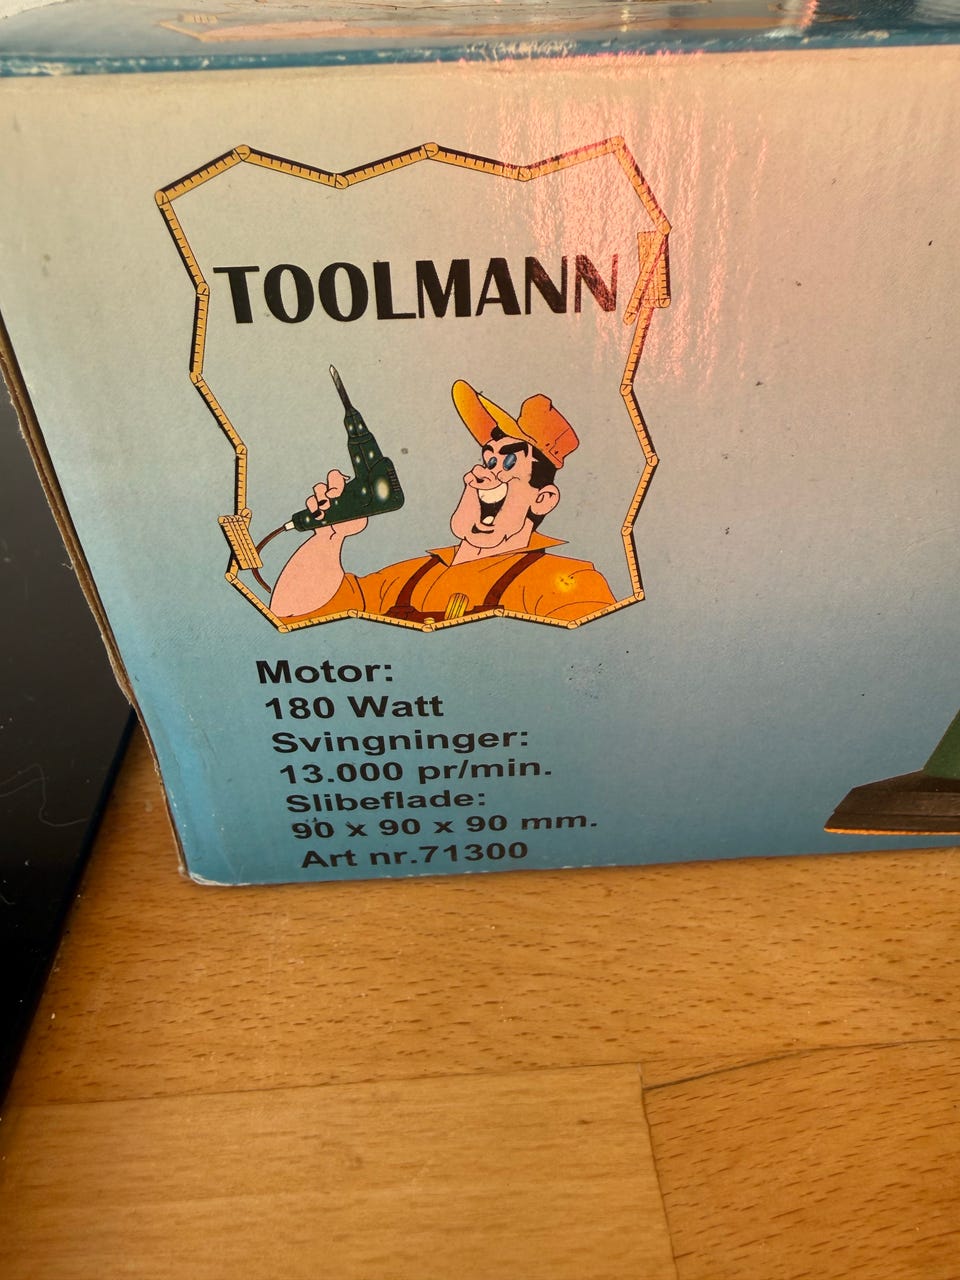 TOOLMANN
Motor:
180 Watt
Svingninger:
13.000 pr/min.
Slibeflade:
90 x 90 x 90 mm.
Art nr.71300